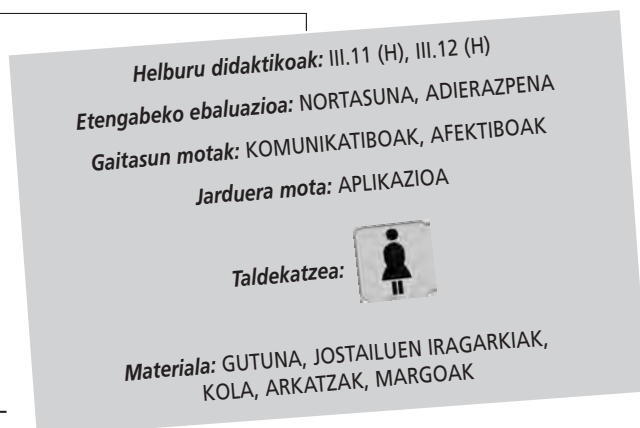 Helburu didaktikoak: III.11 (H), III.12 (H)
Etengabeko ebaluazioa: NORTASUNA, ADIERAZPENA
Gaitasun motak: KOMUNIKATIBOAK, AFEKTIBOAK
Jarduera mota: APLIKAZIOA
Taldekatzea:
Materiala: GUTUNA, JOSTAILUEN IRAGARKIAK,
KOLA, ARKATZAK, MARGOAK